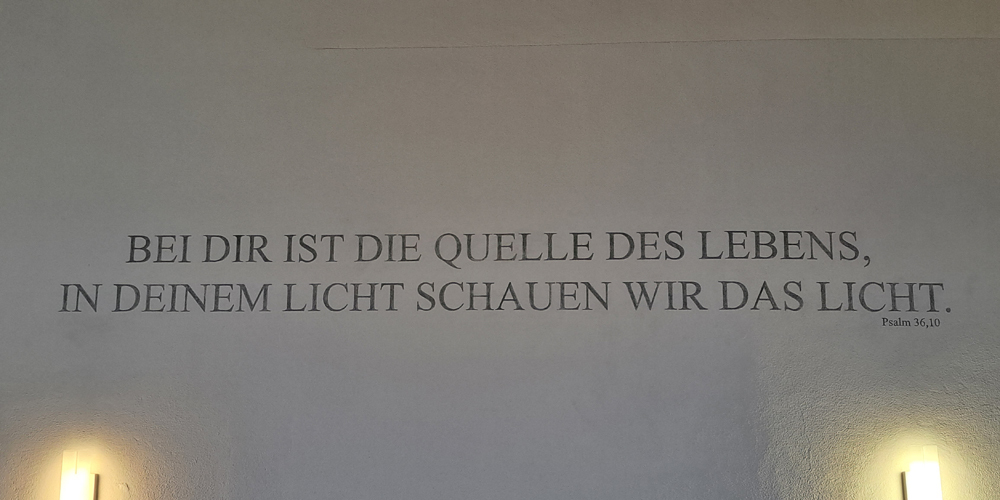 BEI DIR IST DIE QUELLE DES LEBENS,
IN DEINEM LICHT SCHAUEN WIR DAS LICHT.
Psalm 36,10